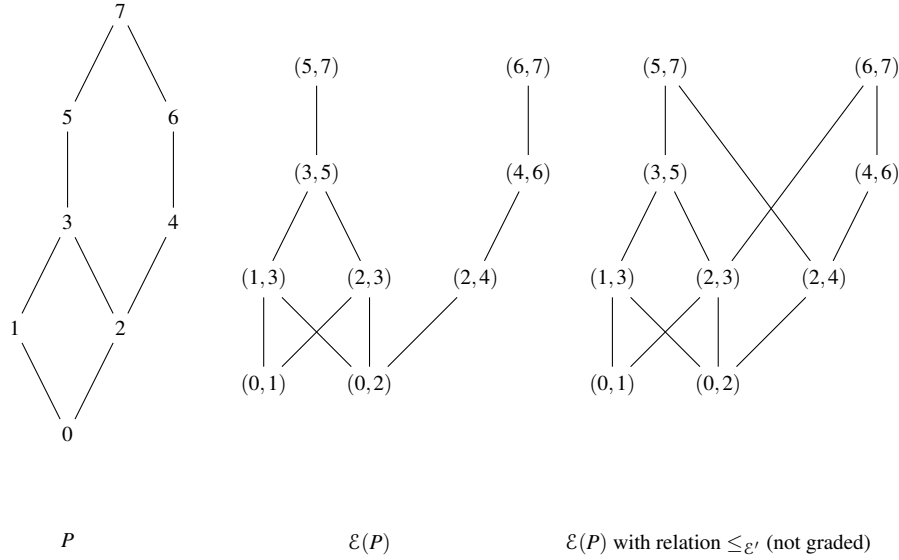 7
(5,7) (6,7) (5,7) (6,7)
5 6
(3,5) (4,6) (3,5) (4,6)
3 4
(1,3) (2,3) (2,4) (1,3) (2,3) (2,4)
1 2
(0,1) (0,2) (0,1) (0,2)
0
P ℰ(P) ℰ(P) with relation ≤_ℰ′ (not graded)